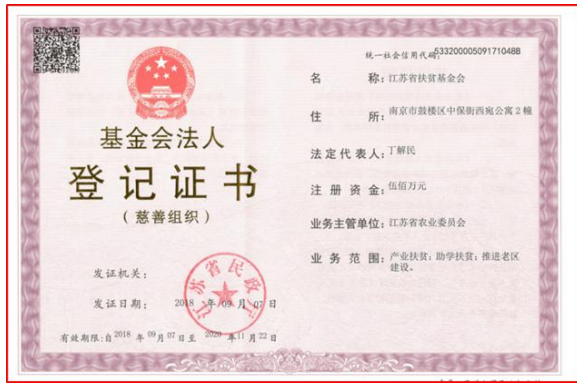 统一社会信用代码:53320000509171048B
名 称: 江苏省扶贫基金会
住 所: 南京市鼓楼区中保街西宛公寓2幢
法定代表人: 丁解民
注册资金: 伍佰万元
业务主管单位: 江苏省农业委员会
业务范围: 产业扶贫; 助学扶贫; 推进老区
建设。
基金会法人
登记证书
(慈善组织)
发证机关:
江苏省民政厅
发证日期: 2018 年 09 月 07 日
有效期限:自 2018 年 09 月 07 日至 2020 年 11 月 22 日